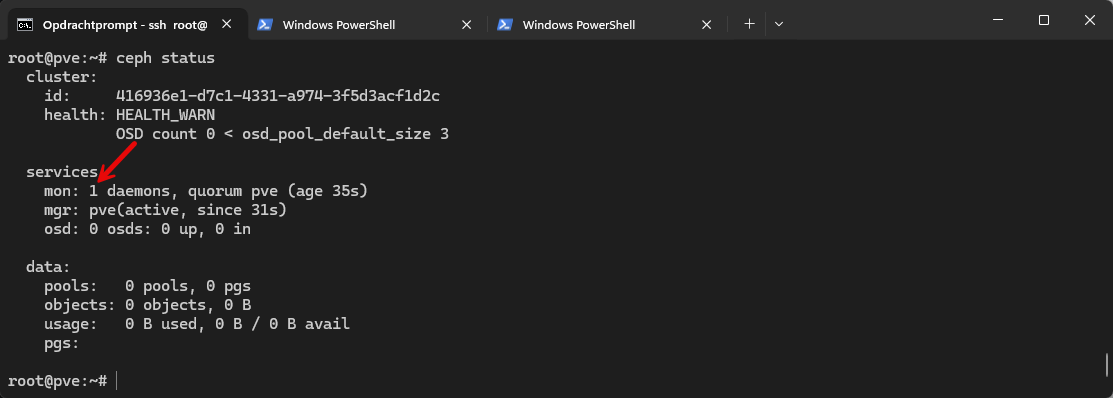 Opdrachtprompt - ssh root@
Windows PowerShell
Windows PowerShell
root@pve:~# ceph status
  cluster:
    id:     416936e1-d7c1-4331-a974-3f5d3acf1d2c
    health: HEALTH_WARN
            OSD count 0 < osd_pool_default_size 3

  services
    mon: 1 daemons, quorum pve (age 35s)
    mgr: pve(active, since 31s)
    osd: 0 osds: 0 up, 0 in

  data:
    pools:   0 pools, 0 pgs
    objects: 0 objects, 0 B
    usage:   0 B used, 0 B / 0 B avail
    pgs:

root@pve:~#